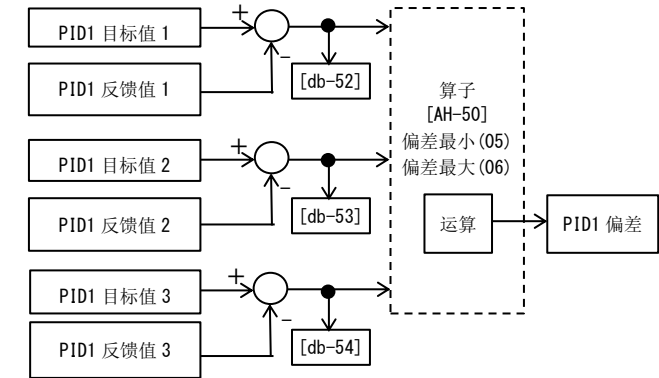 PID1 目标值 1
+
-
PID1 反馈值 1
[db-52]
PID1 目标值 2
+
-
PID1 反馈值 2
[db-53]
PID1 目标值 3
+
-
PID1 反馈值 3
[db-54]
算子
[AH-50]
偏差最小(05)
偏差最大(06)
运算
PID1 偏差